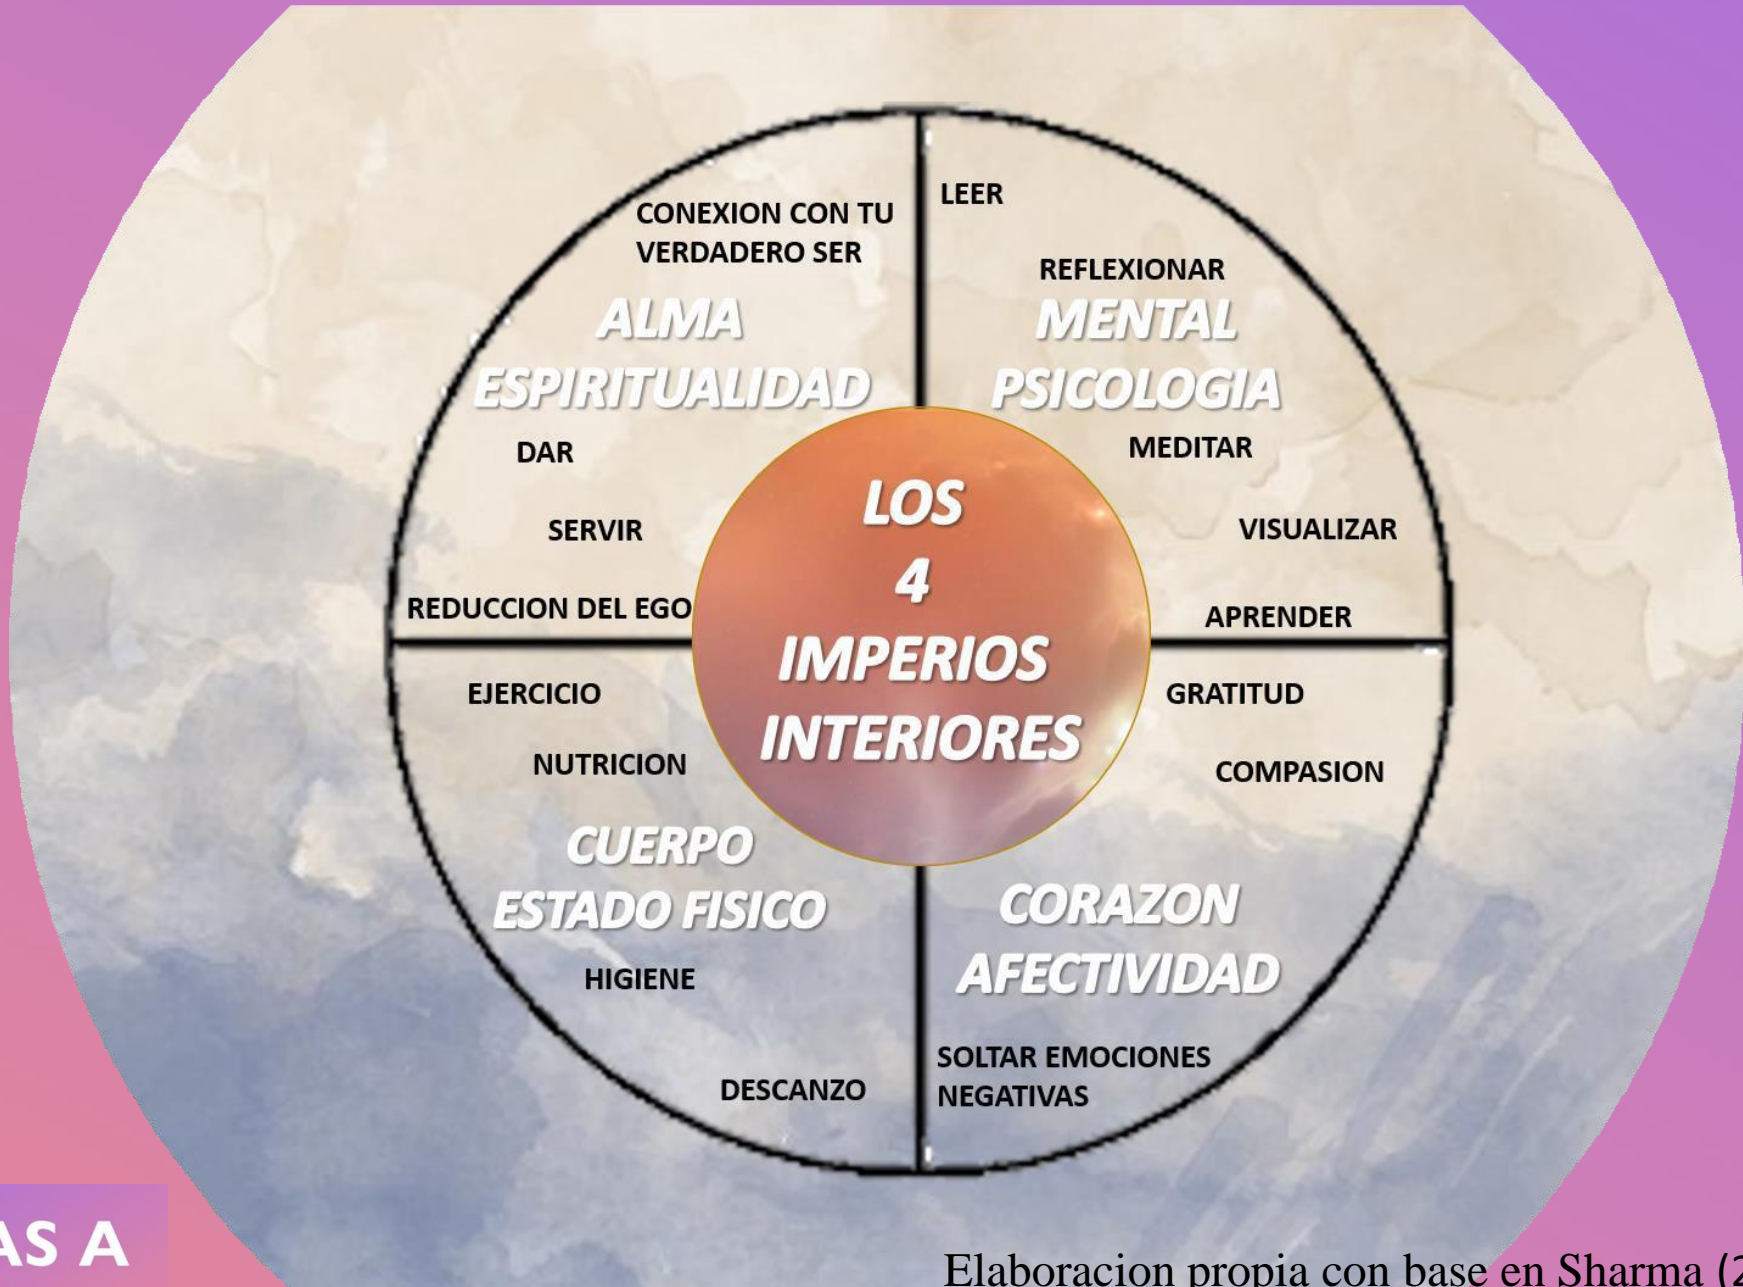 CONEXION CON TU
VERDADERO SER
ALMA
ESPIRITUALIDAD
DAR
SERVIR
REDUCCION DEL EGO
LEER
REFLEXIONAR
MENTAL
PSICOLOGIA
MEDITAR
VISUALIZAR
APRENDER
LOS
4
IMPERIOS
INTERIORES
EJERCICIO
NUTRICION
CUERPO
ESTADO FISICO
HIGIENE
DESCANZO
GRATITUD
COMPASION
CORAZON
AFECTIVIDAD
SOLTAR EMOCIONES
NEGATIVAS
AS A
Elaboracion propia con base en Sharma (2